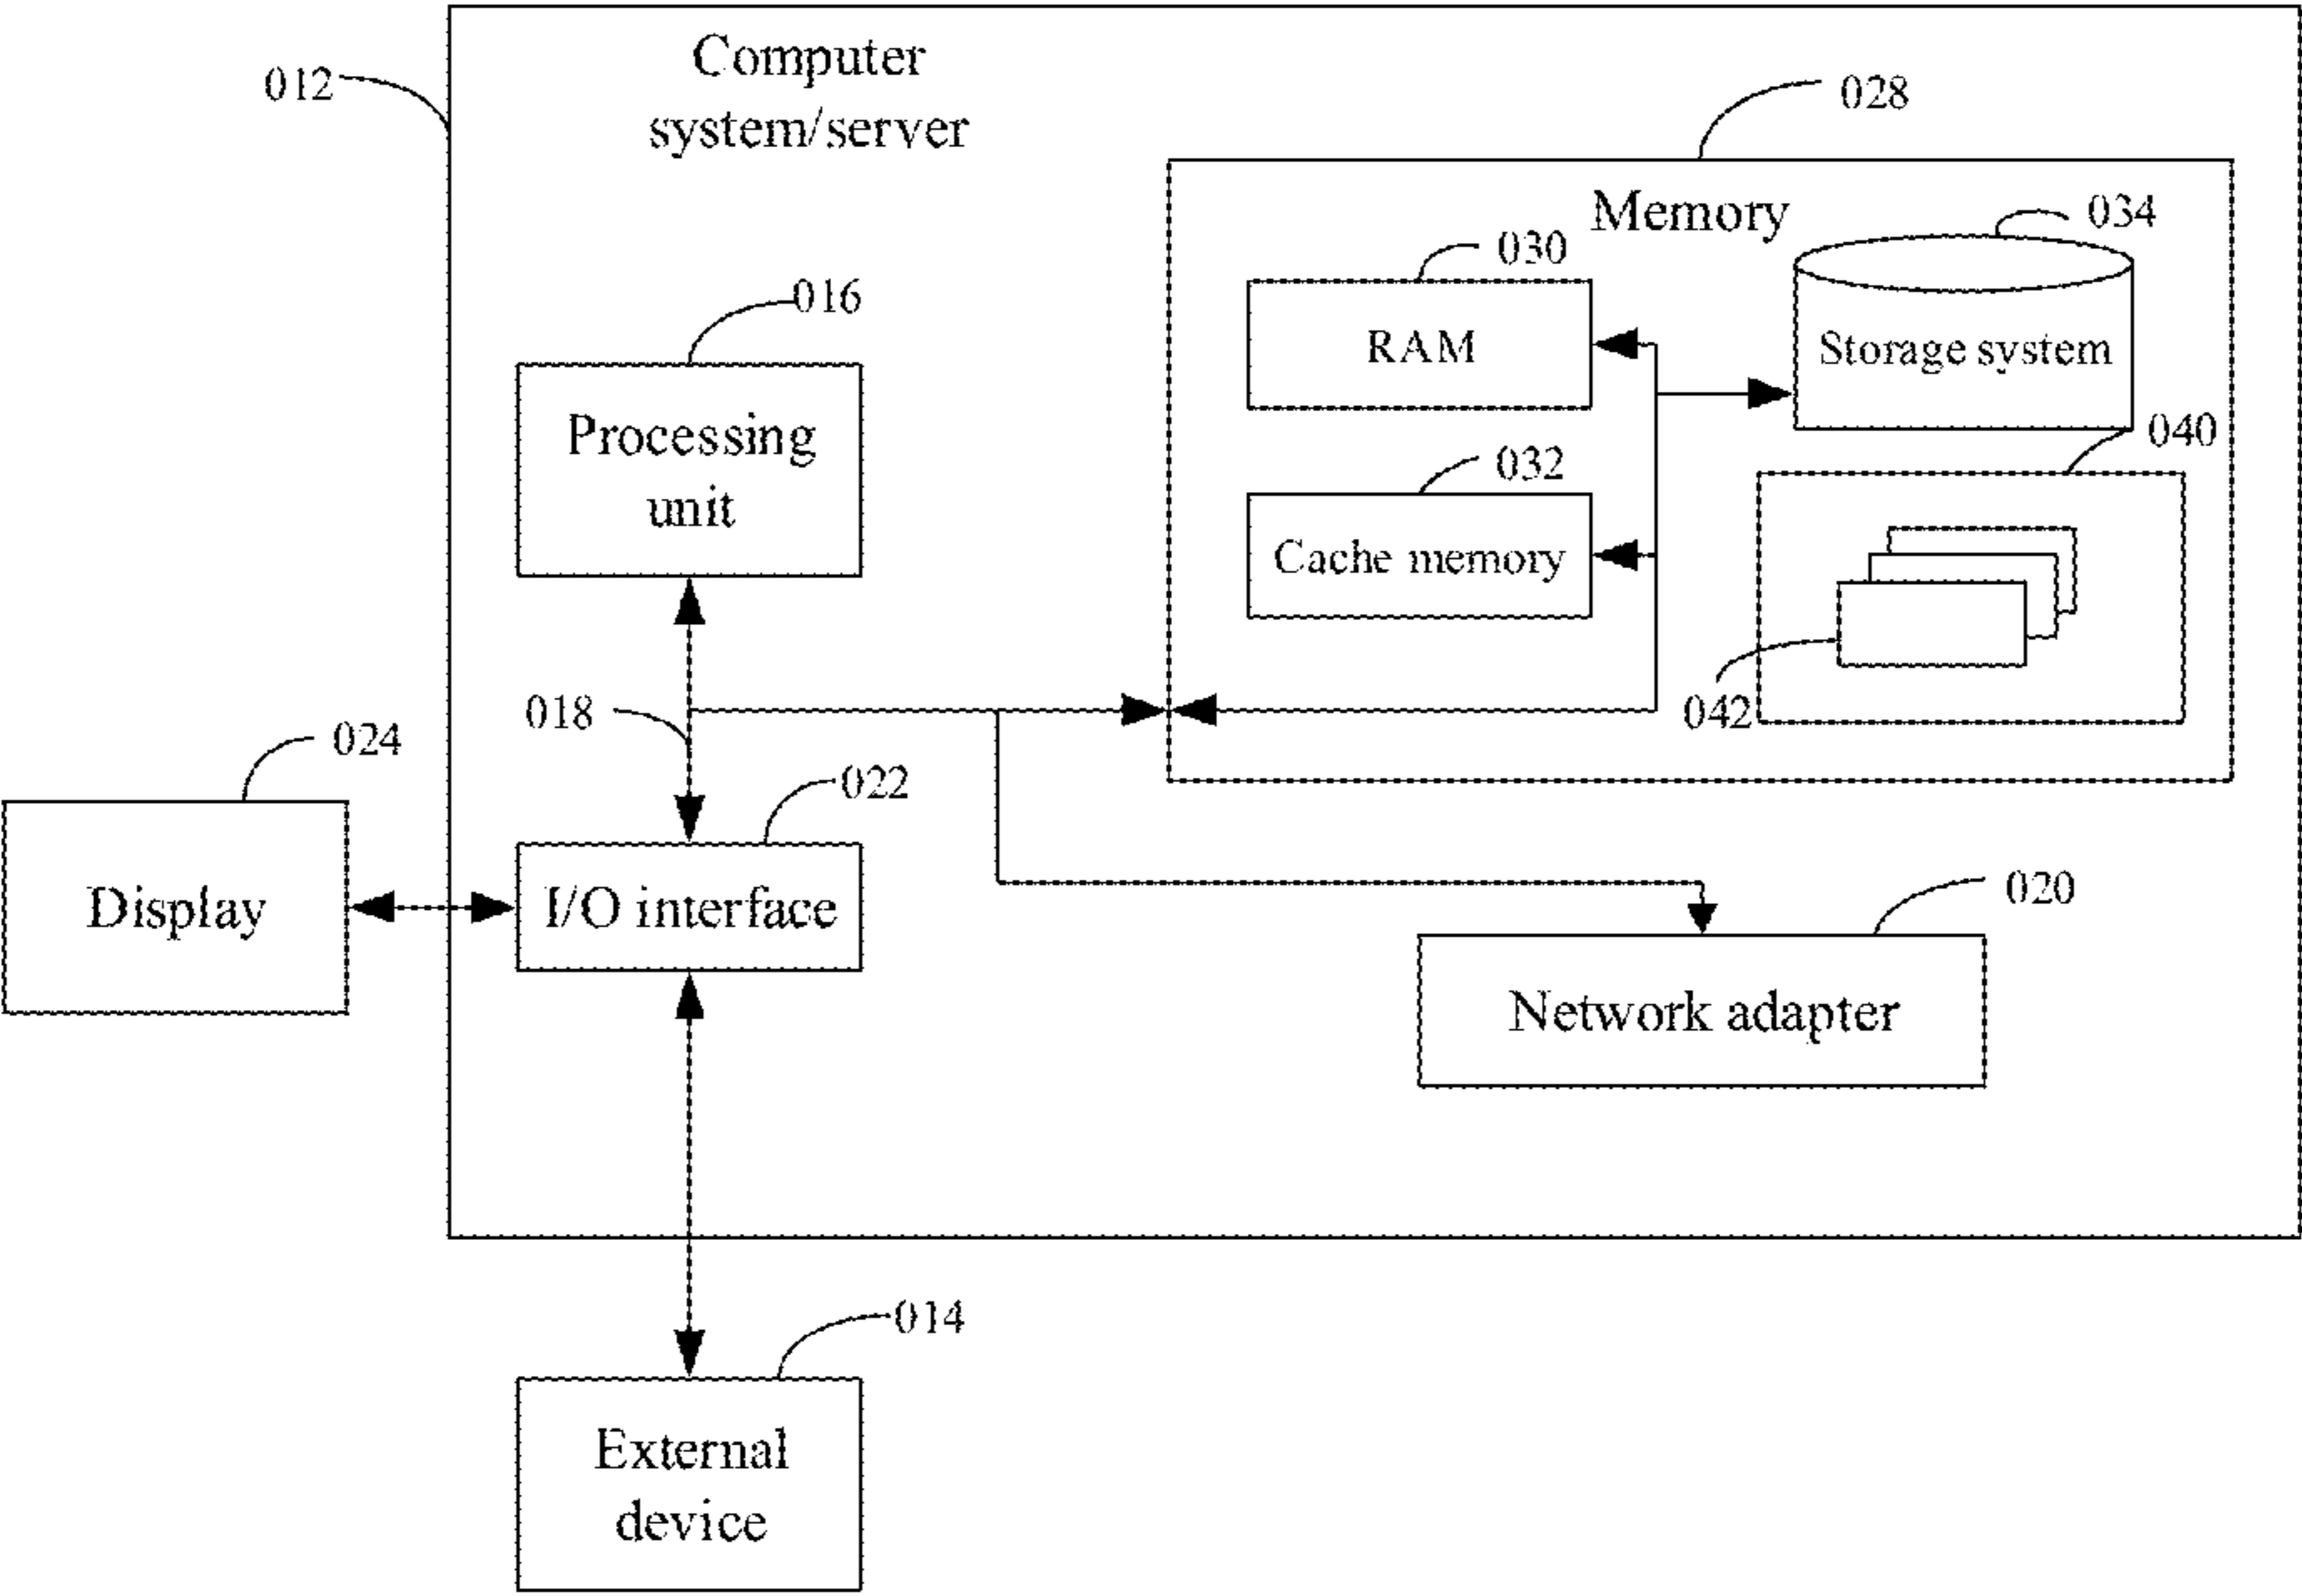 Computer
system/server
012
028
Memory
034
030
RAM
Storage system
016
Processing
unit
040
032
Cache memory
042
018
024
022
Display
I/O interface
020
Network adapter
014
External
device